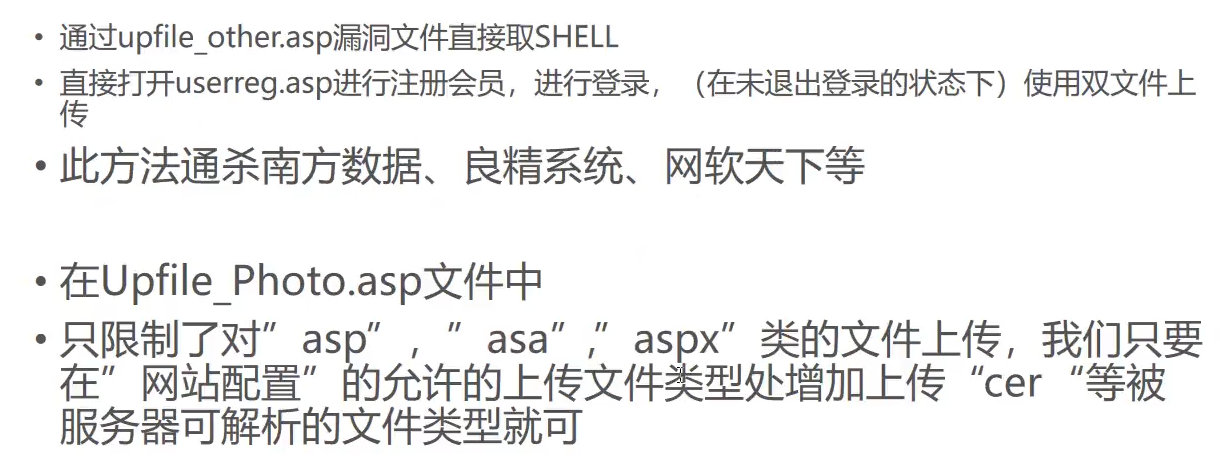 • 通过upfile_other.asp漏洞文件直接取SHELL
• 直接打开userreg.asp进行注册会员，进行登录，（在未退出登录的状态下）使用双文件上
传
• 此方法通杀南方数据、良精系统、网软天下等
• 在Upfile_Photo.asp文件中
• 只限制了对”asp”，”asa”,”aspx”类的文件上传，我们只要
在”网站配置”的允许的上传文件类型处增加上传“cer“等被
服务器可解析的文件类型就可